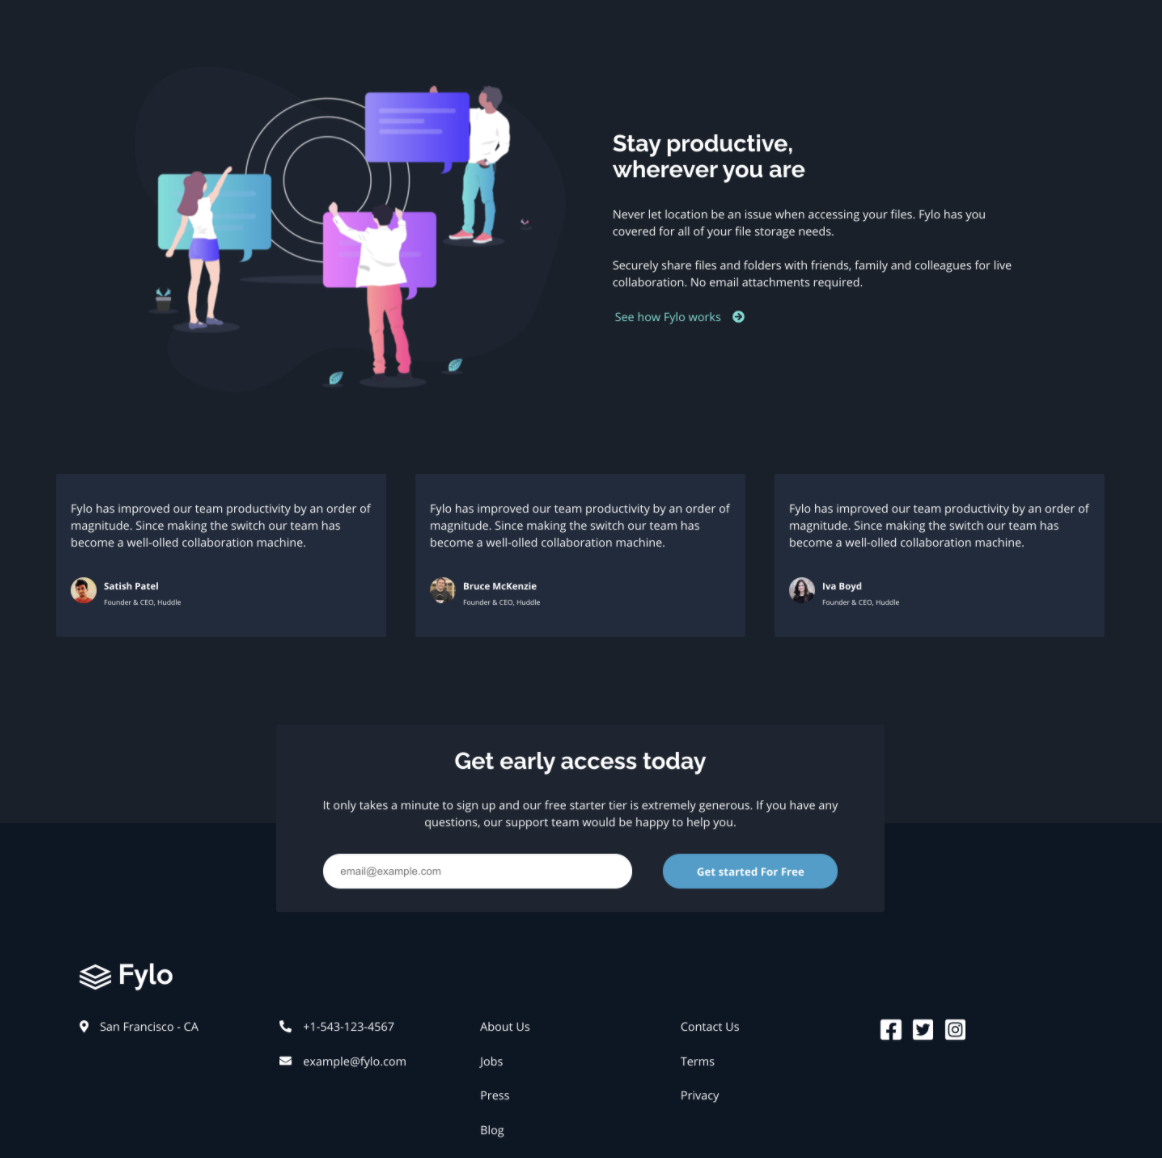 Stay productive,
wherever you are
Never let location be an issue when accessing your files. Fylo has you
covered for all of your file storage needs.
Securely share files and folders with friends, family and colleagues for live
collaboration. No email attachments required.
See how Fylo works
Fylo has improved our team productivity by an order of
magnitude. Since making the switch our team has
become a well-olled collaboration machine.
Satish Patel
Founder & CEO, Huddle
Fylo has improved our team productivity by an order of
magnitude. Since making the switch our team has
become a well-olled collaboration machine.
Bruce McKenzie
Founder & CEO, Huddle
Fylo has improved our team productivity by an order of
magnitude. Since making the switch our team has
become a well-olled collaboration machine.
Iva Boyd
Founder & CEO, Huddle
Get early access today
It only takes a minute to sign up and our free starter tier is extremely generous. If you have any
questions, our support team would be happy to help you.
email@example.com
Get started For Free
Fylo
San Francisco - CA
+1-543-123-4567
example@fylo.com
About Us
Jobs
Press
Blog
Contact Us
Terms
Privacy